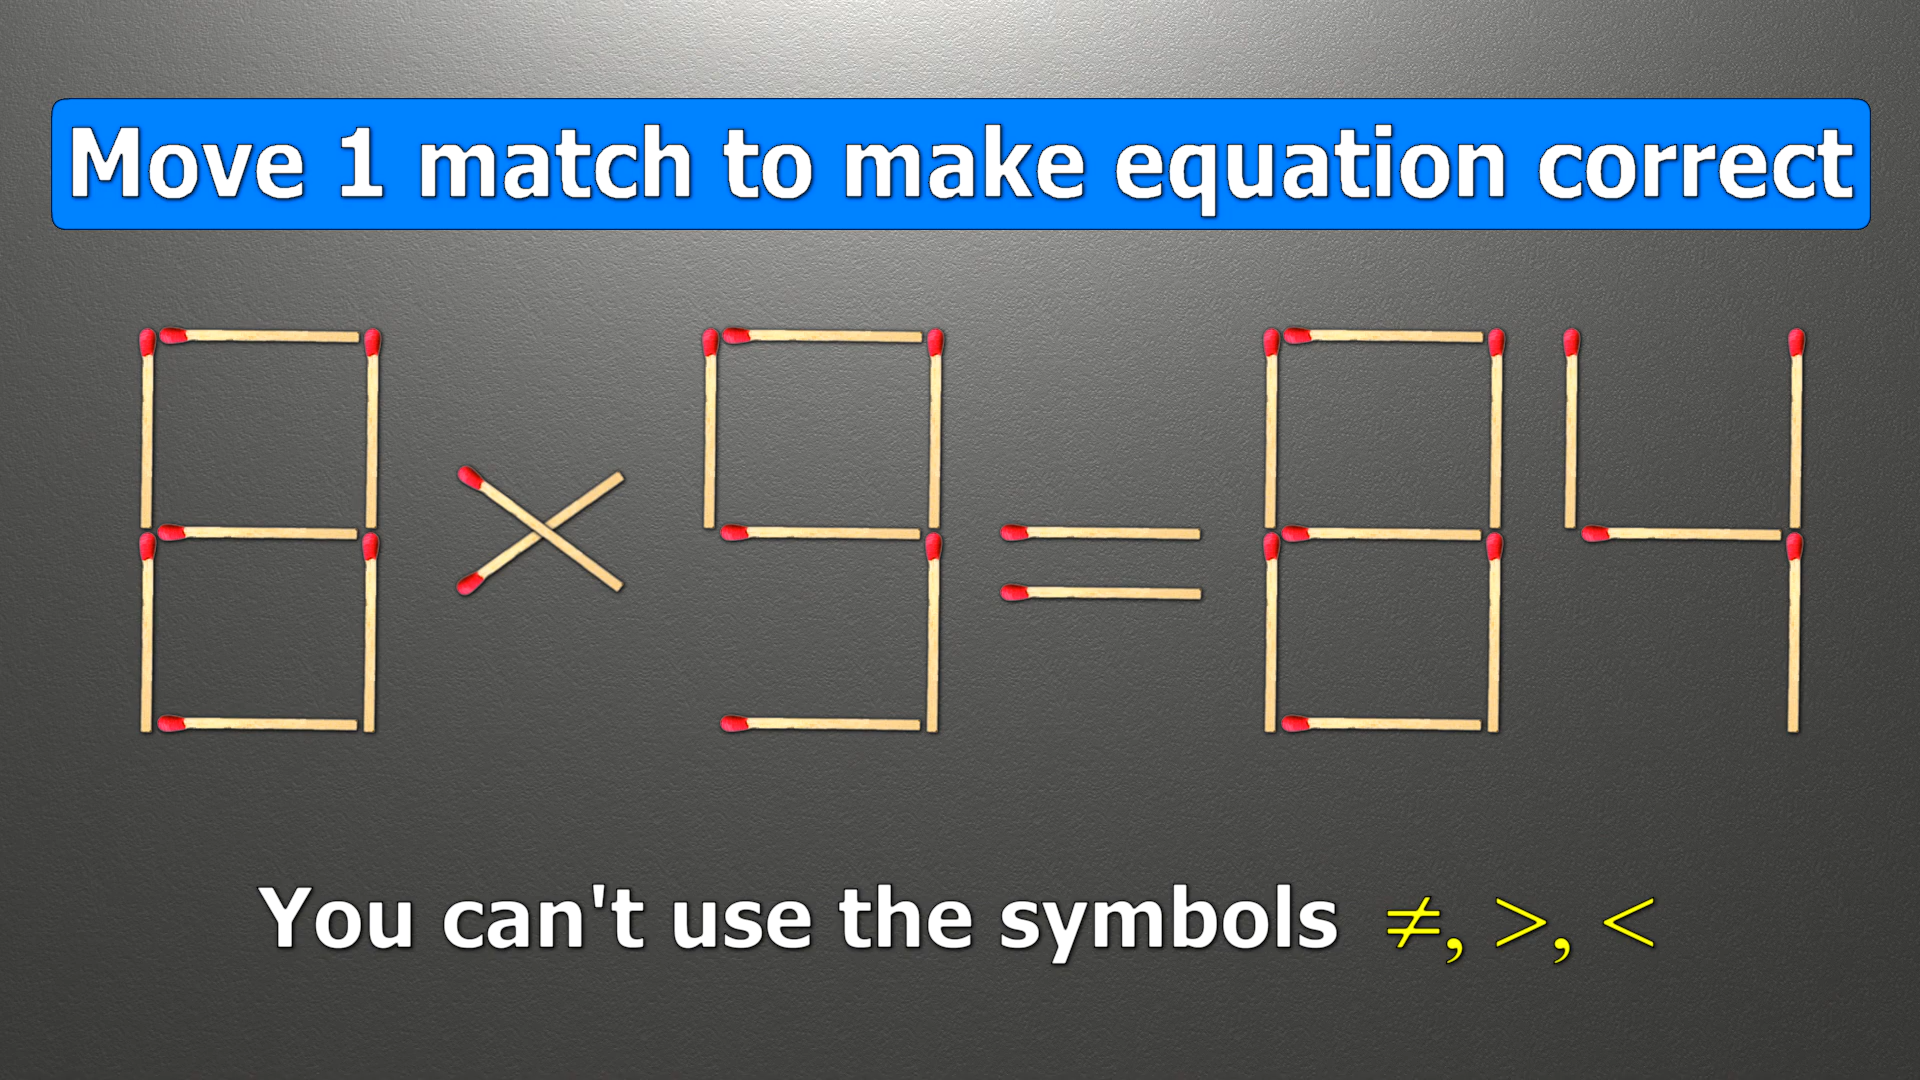 Move 1 match to make equation correct
8 × 9 = 84
You can't use the symbols ≠, >, <